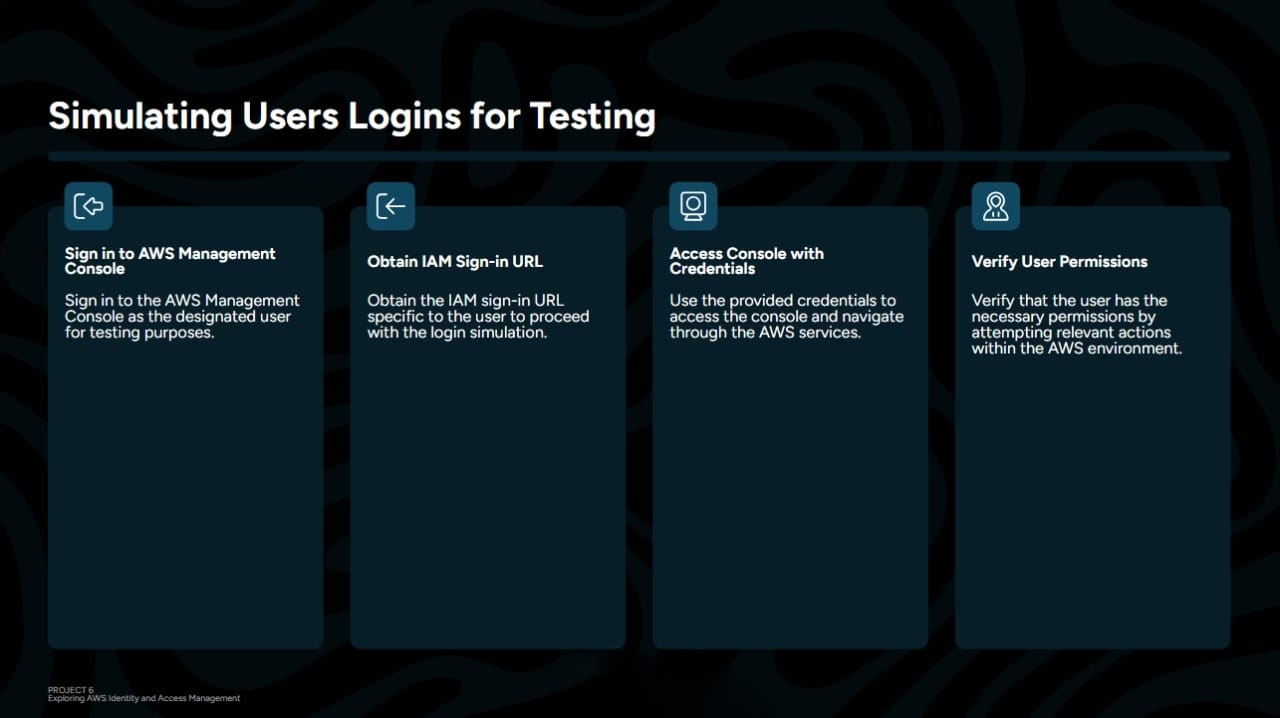 Simulating Users Logins for Testing
Sign in to AWS Management
Console
Sign in to the AWS Management
Console as the designated user
for testing purposes.
Obtain IAM Sign-in URL
Obtain the IAM sign-in URL
specific to the user to proceed
with the login simulation.
Access Console with
Credentials
Use the provided credentials to
access the console and navigate
through the AWS services.
Verify User Permissions
Verify that the user has the
necessary permissions by
attempting relevant actions
within the AWS environment.
PROJECT 6
Exploring AWS Identity and Access Management